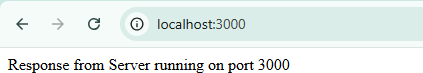 localhost:3000
Response from Server running on port 3000